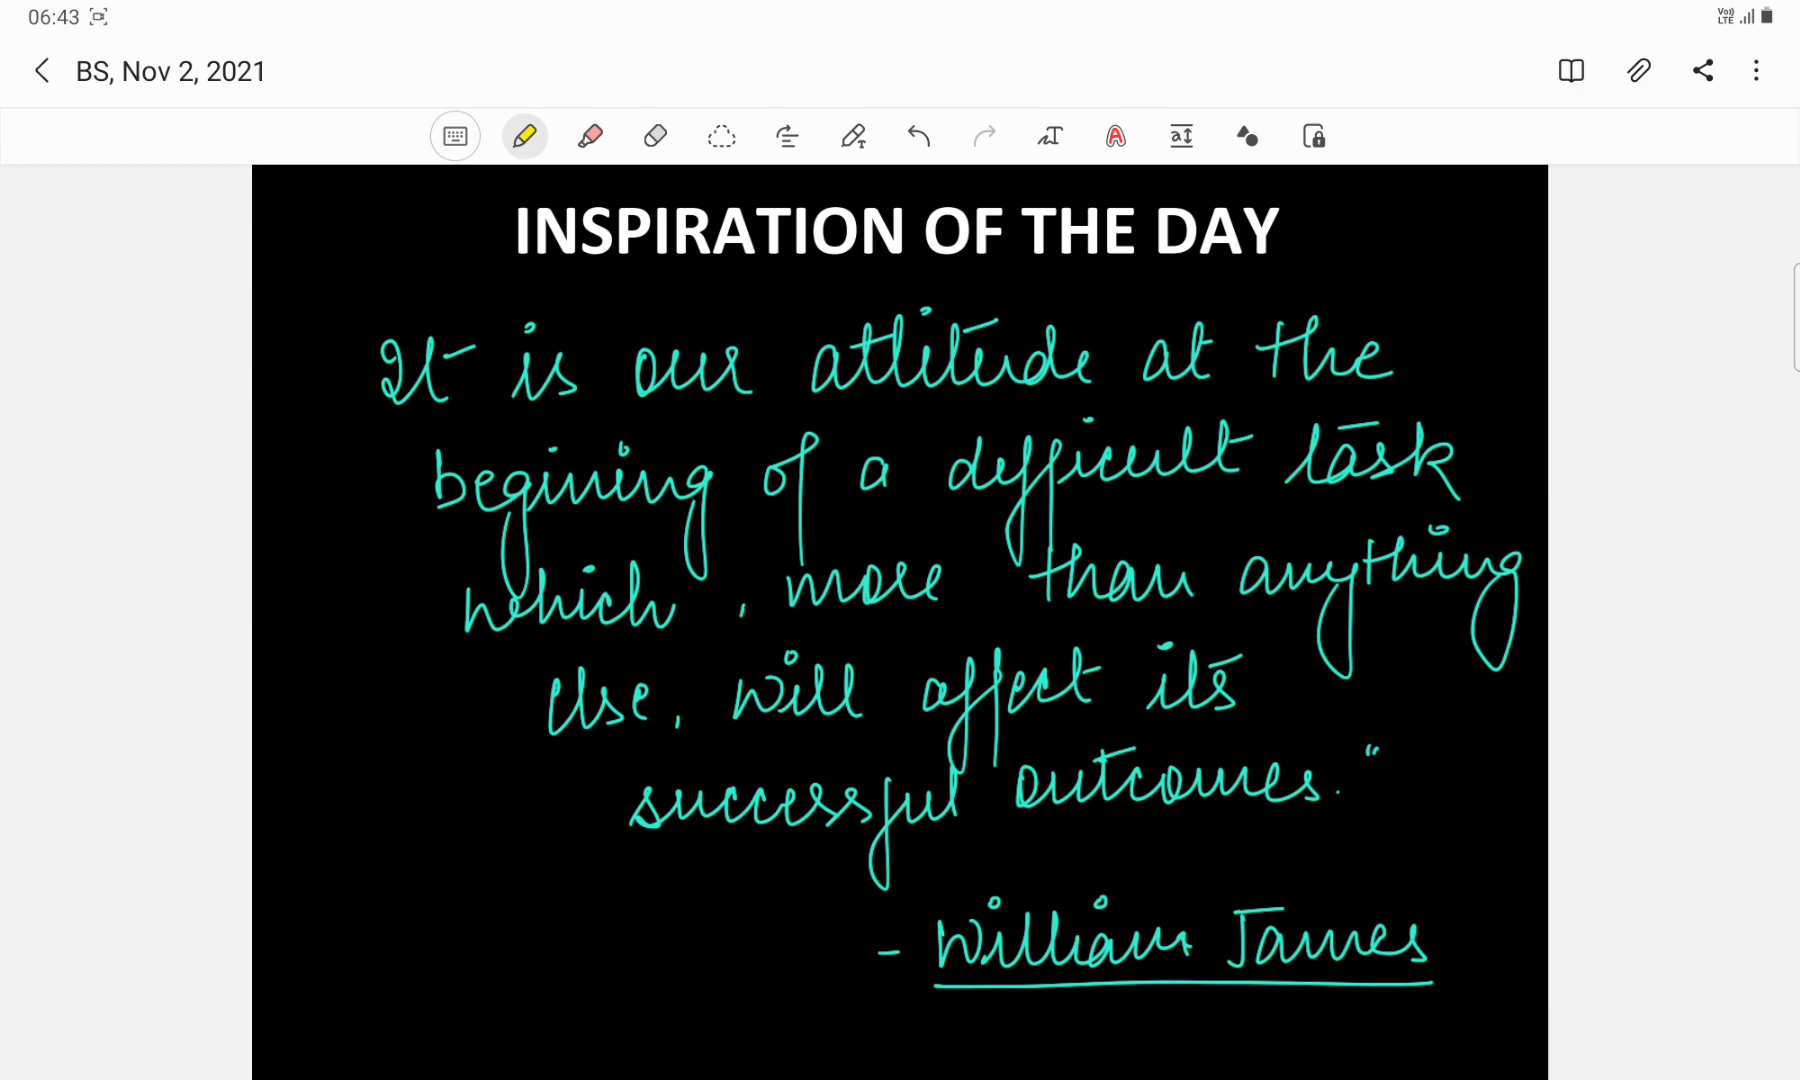 06:43
VoLTE
BS, Nov 2, 2021
INSPIRATION OF THE DAY
It is our attitude at the
begining of a difficult task
which, more than anything
else, will affect its
successful outcomes."
- William James